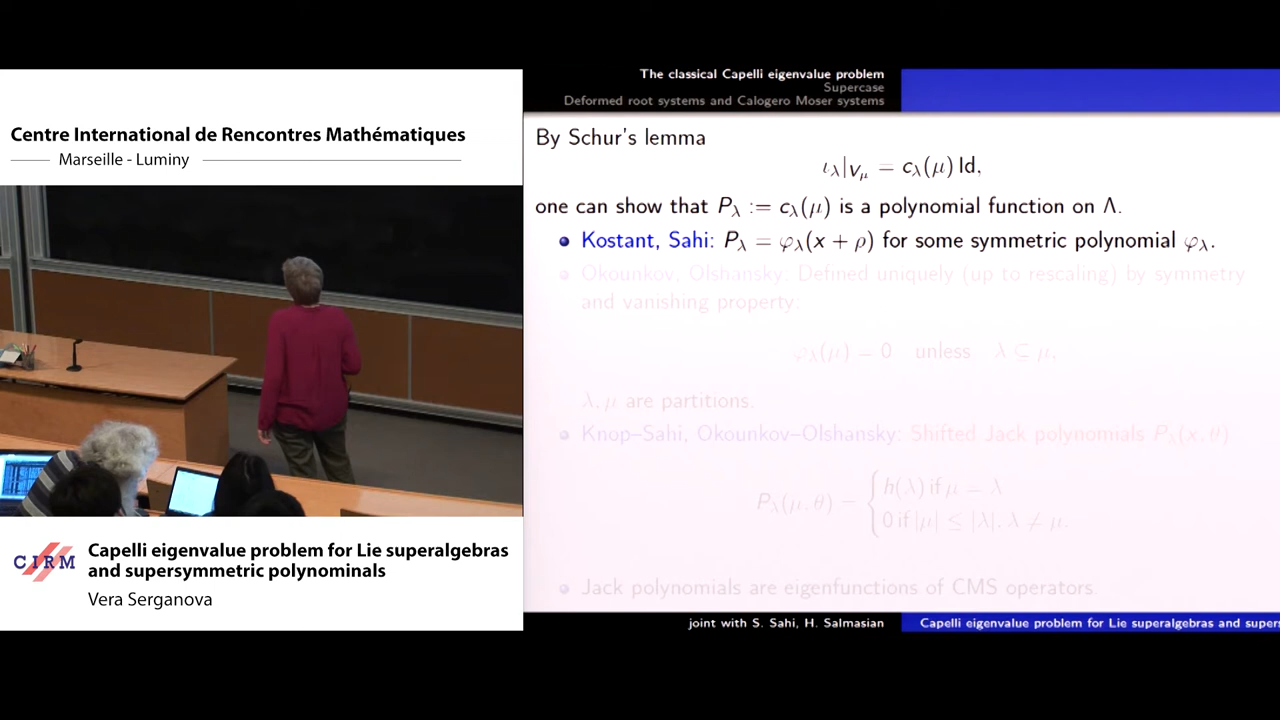 Centre International de Rencontres Mathématiques
Marseille - Luminy
CIRM
Capelli eigenvalue problem for Lie superalgebras
and supersymmetric polynominals
Vera Serganova
The classical Capelli eigenvalue problem
Supercase
Deformed root systems and Calogero Moser systems
By Schur's lemma
ι_λ|_{V_μ} = c_λ(μ) Id,
one can show that P_λ := c_λ(μ) is a polynomial function on Λ.
• Kostant, Sahi: P_λ = φ_λ(x + ρ) for some symmetric polynomial φ_λ.
• Okounkov, Olshansky: Defined uniquely (up to rescaling) by symmetry
and vanishing property:
φ_λ(μ) = 0 unless λ ⊆ μ,
λ, μ are partitions.
• Knop–Sahi, Okounkov–Olshansky: Shifted Jack polynomials P_λ(x, θ)
P_λ(μ, θ) = { h(λ) if μ = λ
0 if |μ| ≤ |λ|, λ ≠ μ.
• Jack polynomials are eigenfunctions of CMS operators.
joint with S. Sahi, H. Salmasian
Capelli eigenvalue problem for Lie superalgebras and